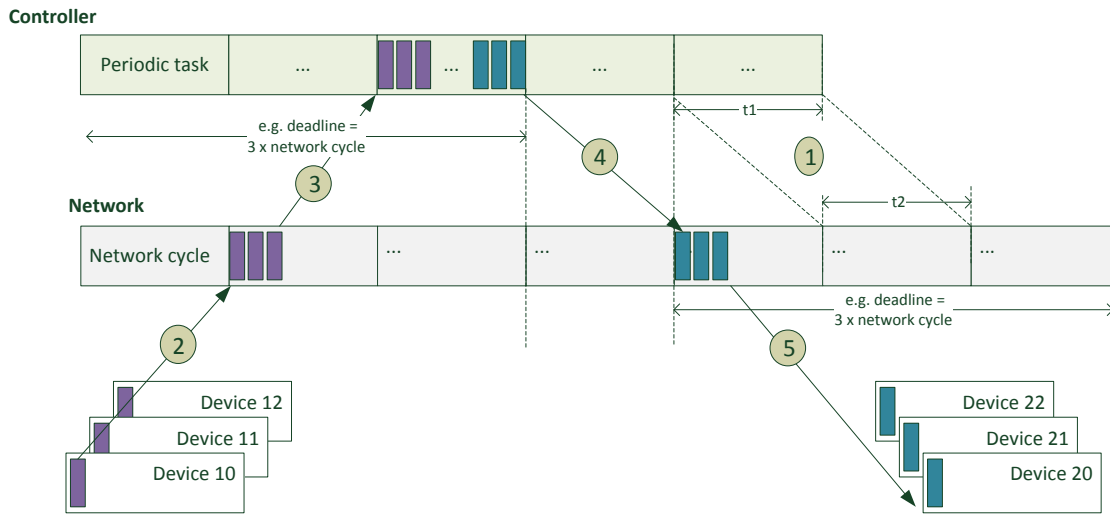 Controller
Periodic task
...
...
...
...
t1
e.g. deadline =
3 x network cycle
1
4
3
Network
t2
Network cycle
...
...
...
...
e.g. deadline =
3 x network cycle
2
5
Device 12
Device 11
Device 10
Device 22
Device 21
Device 20